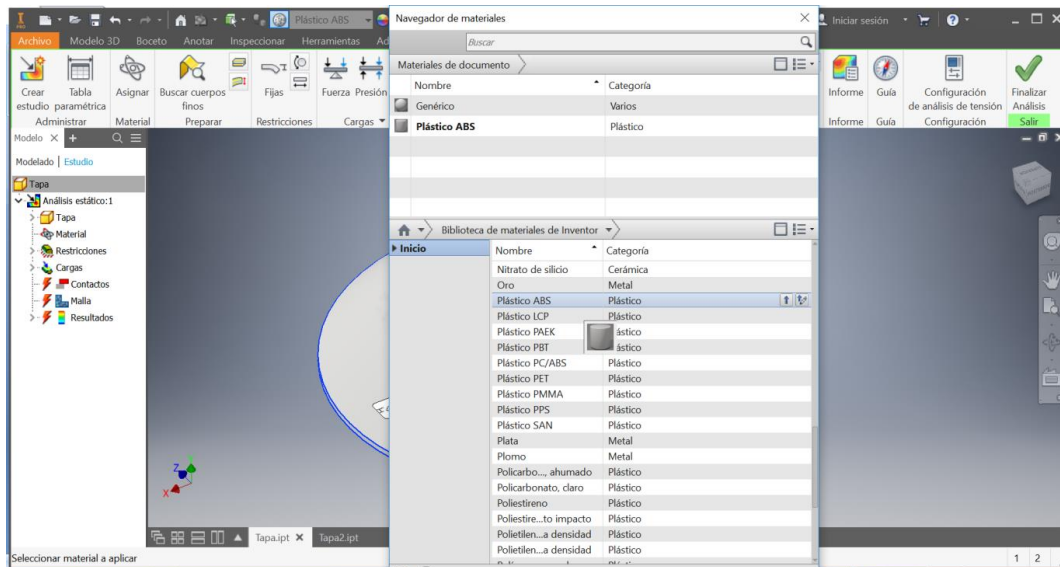 Plástico ABS
Iniciar sesión
Archivo Modelo 3D Boceto Anotar Inspeccionar Herramientas
Crear estudio
Tabla paramétrica
Asignar
Buscar cuerpos finos
Fijas
Fuerza
Presión
Informe
Guía
Configuración de análisis de tensión
Finalizar Análisis
Administrar
Material
Preparar
Restricciones
Cargas
Informe
Guía
Configuración
Salir
Modelo
Modelado | Estudio
Tapa
Análisis estático:1
Tapa
Material
Restricciones
Cargas
Contactos
Malla
Resultados
Z
X
Navegador de materiales
Buscar
Materiales de documento
Nombre Categoría
Genérico Varios
Plástico ABS Plástico
Biblioteca de materiales de Inventor
Inicio
Nombre Categoría
Nitrato de silicio Cerámica
Oro Metal
Plástico ABS Plástico
Plástico LCP Plástico
Plástico PAEK ástico
Plástico PBT ástico
Plástico PC/ABS Plástico
Plástico PET Plástico
Plástico PMMA Plástico
Plástico PPS Plástico
Plástico SAN Plástico
Plata Metal
Plomo Metal
Policarbo..., ahumado Plástico
Policarbonato, claro Plástico
Poliestireno Plástico
Poliestire...to impacto Plástico
Polietilen...a densidad Plástico
Polietilen...a densidad Plástico
Tapa.ipt
Tapa2.ipt
Seleccionar material a aplicar
1 2